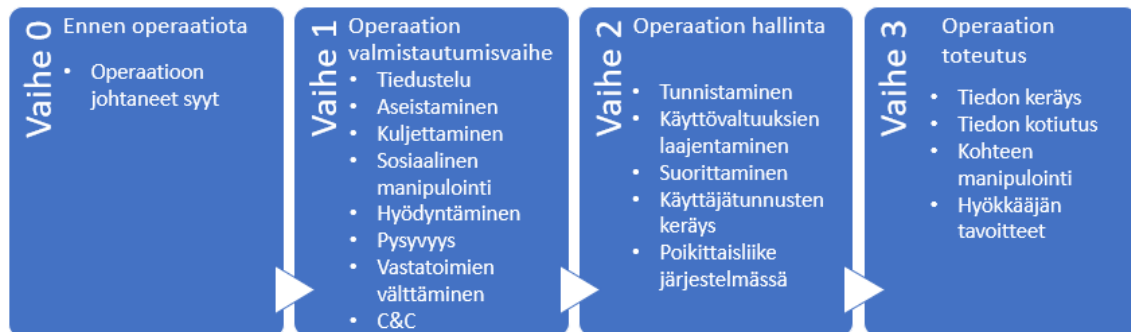 Vaihe 0
Ennen operaatiota
• Operaatioon
johtaneet syyt
Vaihe 1
Operaation
valmistautumisvaihe
• Tiedustelu
• Aseistaminen
• Kuljettaminen
• Sosiaalinen
manipulointi
• Hyödyntäminen
• Pysyvyys
• Vastatoimien
välttäminen
• C&C
Vaihe 2
Operaation hallinta
• Tunnistaminen
• Käyttövaltuuksien
laajentaminen
• Suorittaminen
• Käyttäjätunnusten
keräys
• Poikittaisliike
järjestelmässä
Vaihe 3
Operaation
toteutus
• Tiedon keräys
• Tiedon kotiutus
• Kohteen
manipulointi
• Hyökkääjän
tavoitteet